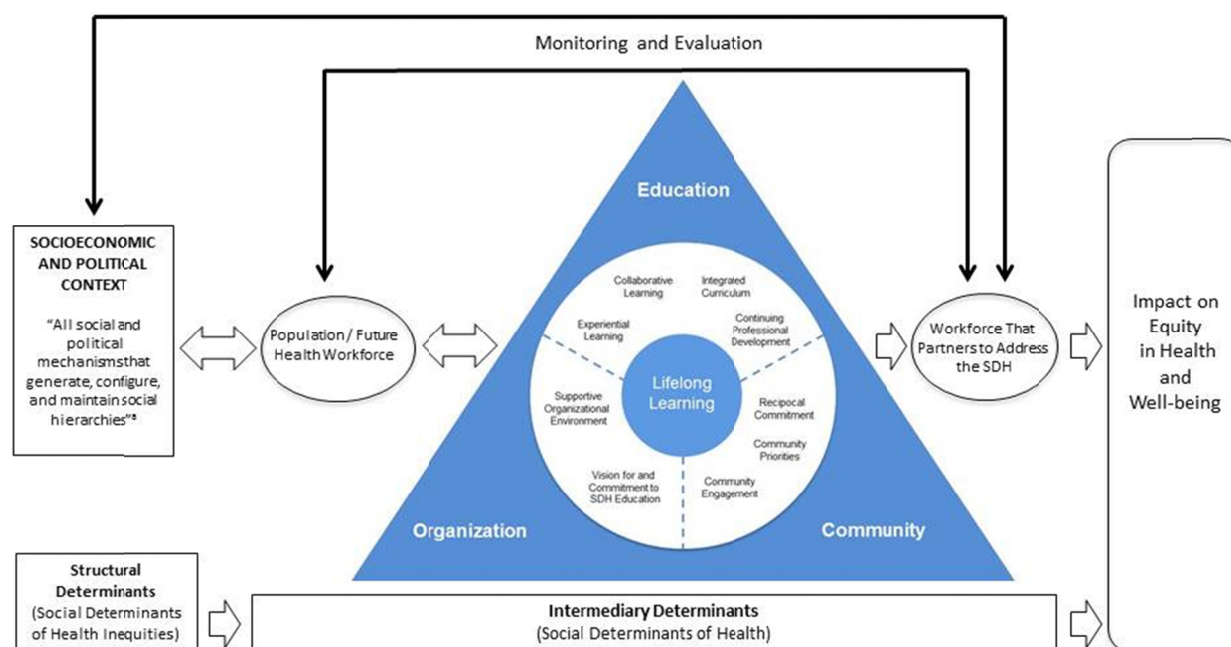 Monitoring and Evaluation
SOCIOECONOMIC
AND POLITICAL
CONTEXT
“All social and
political
mechanisms that
generate, configure,
and maintain social
hierarchies”⁸
Population / Future
Health Workforce
Education
Collaborative
Learning
Integrated
Curriculum
Experiential
Learning
Continuing
Professional
Development
Lifelong
Learning
Supportive
Organizational
Environment
Reciprocal
Commitment
Community
Priorities
Vision for and
Commitment to
SDH Education
Community
Engagement
Organization
Community
Workforce That
Partners to Address
the SDH
Impact on
Equity
in Health
and
Well-being
Structural
Determinants
(Social Determinants
of Health Inequities)
Intermediary Determinants
(Social Determinants of Health)